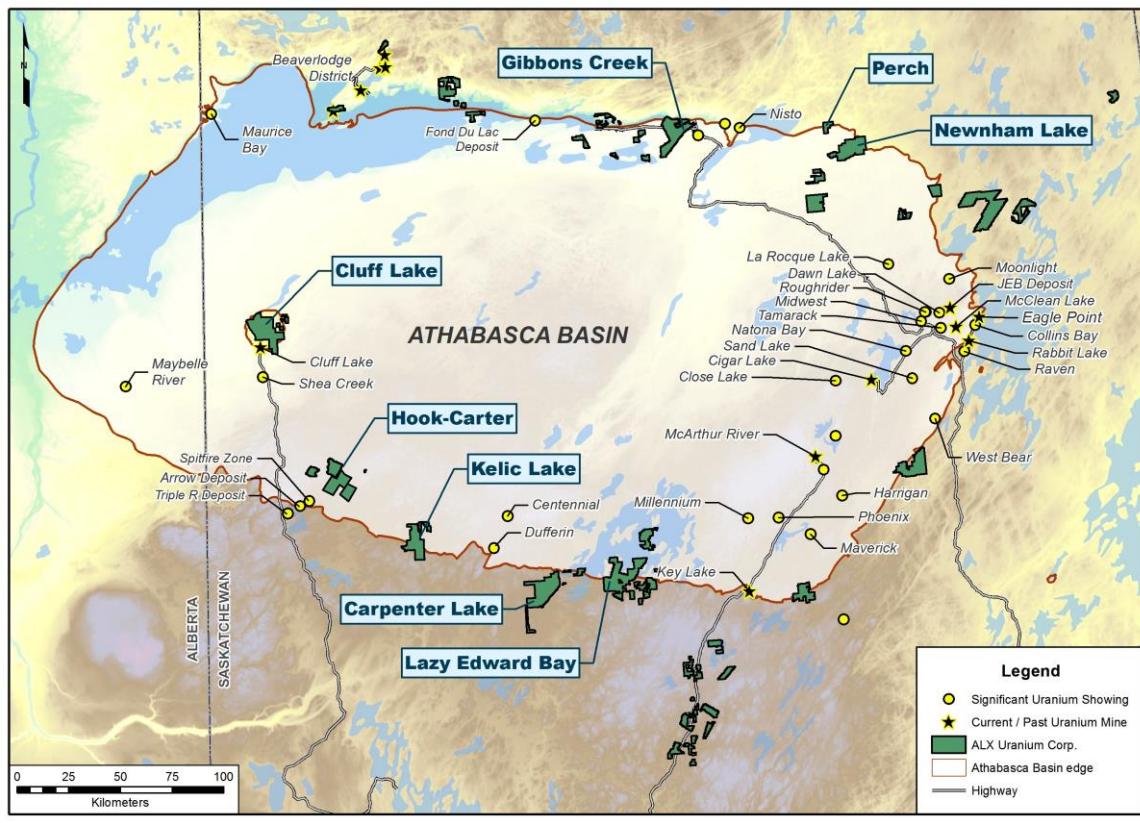 N
Beaverlodge
District
Gibbons Creek
Perch
Maurice
Bay
Fond Du Lac
Deposit
Nisto
Newnham Lake
La Rocque Lake
Dawn Lake
Roughrider
Midwest
Tamarack
Natona Bay
Sand Lake
Cigar Lake
Close Lake
Moonlight
JEB Deposit
McClean Lake
Eagle Point
Collins Bay
Rabbit Lake
Raven
Cluff Lake
ATHABASCA BASIN
Cluff Lake
Shea Creek
Maybelle
River
Hook-Carter
McArthur River
West Bear
Spitfire Zone
Arrow Deposit
Triple R Deposit
Kelic Lake
Centennial
Dufferin
Millennium
Harrigan
Phoenix
Maverick
Key Lake
Carpenter Lake
Lazy Edward Bay
ALBERTA
SASKATCHEWAN
Legend
Significant Uranium Showing
Current / Past Uranium Mine
ALX Uranium Corp.
Athabasca Basin edge
Highway
0 25 50 75 100
Kilometers